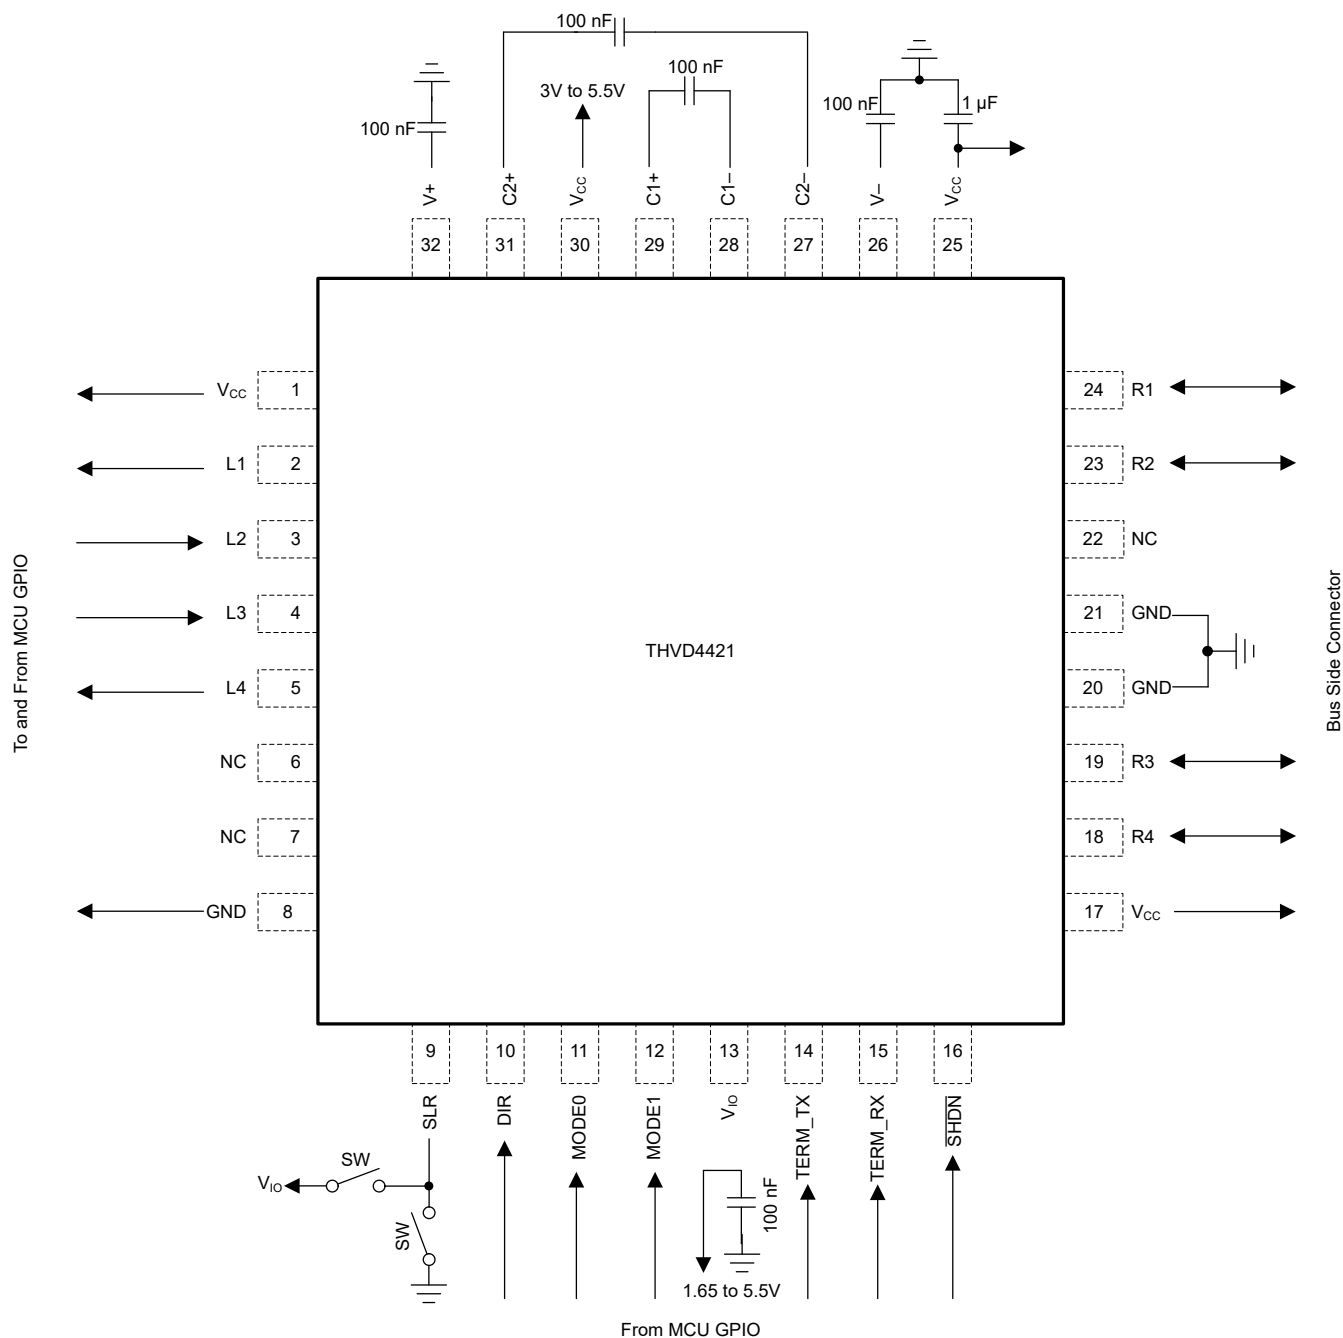 100 nF
100 nF
3V to 5.5V
100 nF
1 µF
100 nF
V+
C2+
VCC
C1+
C1–
C2–
V–
VCC
32
31
30
29
28
27
26
25
VCC
1
24
R1
L1
2
23
R2
L2
3
22
NC
L3
4
21
GND
THVD4421
L4
5
20
GND
NC
6
19
R3
NC
7
18
R4
GND
8
17
VCC
To and From MCU GPIO
Bus Side Connector
9
10
11
12
13
14
15
16
SLR
DIR
MODE0
MODE1
VIO
TERM_TX
TERM_RX
SHDN
SW
VIO
SW
100 nF
1.65 to 5.5V
From MCU GPIO